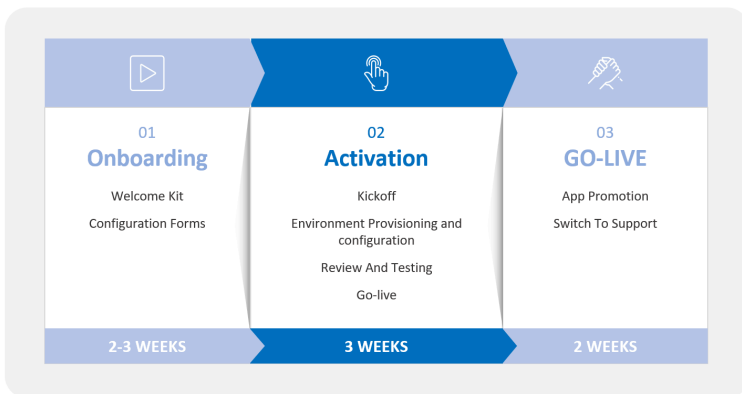 01
Onboarding
Welcome Kit
Configuration Forms
2-3 WEEKS
02
Activation
Kickoff
Environment Provisioning and
configuration
Review And Testing
Go-live
3 WEEKS
03
GO-LIVE
App Promotion
Switch To Support
2 WEEKS